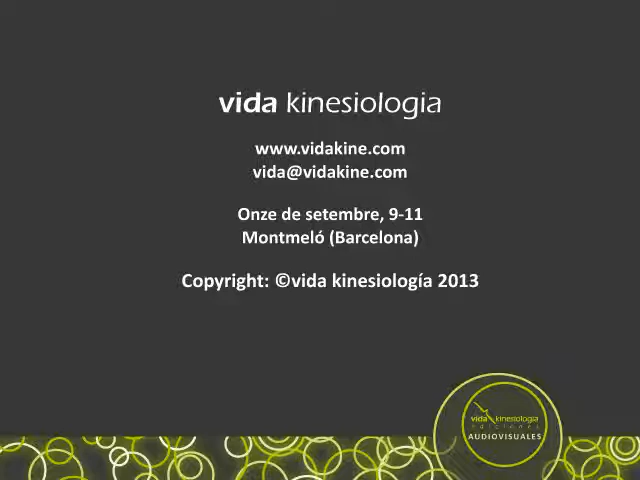 vida kinesiologia
www.vidakine.com
vida@vidakine.com
Onze de setembre, 9-11
Montmeló (Barcelona)
Copyright: ©vida kinesiología 2013
vida kinesiologia
ediciones
AUDIOVISUALES